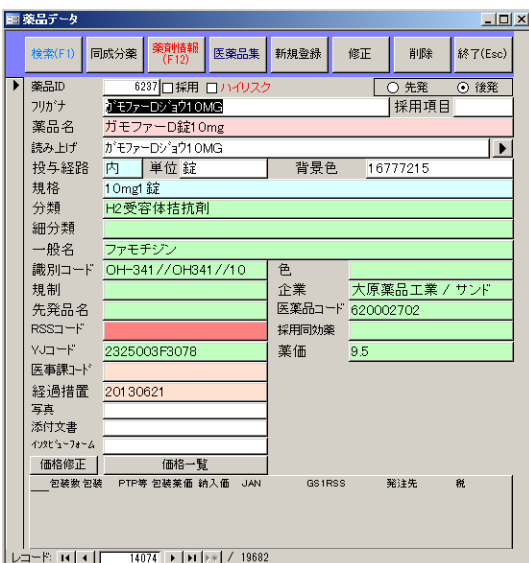 薬品データ
検索(F1) 同成分薬 薬剤情報(F12) 医薬品集 新規登録 修正 削除 終了(Esc)
薬品ID 6237 採用 ハイリスク 先発 後発
フリガナ ｶﾞﾓﾌｧｰDｼﾞｮｳ10MG 採用項目
薬品名 ガモファーD錠10mg
読み上げ ｶﾞﾓﾌｧｰDｼﾞｮｳ10MG
投与経路 内 単位 錠 背景色 16777215
規格 10mg1錠
分類 H2受容体拮抗剤
細分類
一般名 ファモチジン
識別コード OH-341//OH341//10 色
規制 企業 大原薬品工業 / サンド
先発品名 医薬品コード 620002702
RSSコード 採用同効薬
YJコード 2325003F3078 薬価 9.5
医事課ｺｰﾄﾞ
経過措置 20130621
写真
添付文書
ｲﾝﾀﾋﾞｭｰﾌｫｰﾑ
価格修正 価格一覧
包装数 包装 PTP等 包装薬価 納入価 JAN GS1RSS 発注先 税
レコード: 14074 / 19682